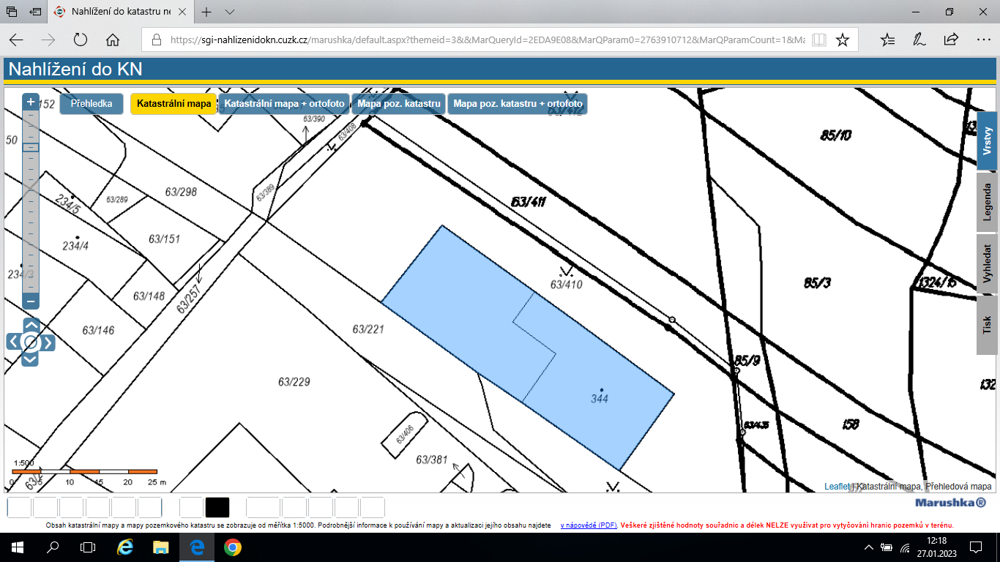 Nahlížení do katastru ne
https://sgi-nahlizenidokn.cuzk.cz/marushka/default.aspx?themeid=3&&MarQueryId=2EDA9E08&MarQParam0=2763910712&MarQParamCount=1&Ma
Nahlížení do KN
Přehledka
Katastrální mapa
Katastrální mapa + ortofoto
Mapa poz. katastru
Mapa poz. katastru + ortofoto
Vrstvy
Legenda
Vyhledat
Tisk
152
50
63/390
63/408
63/389
63/298
63/289
234/5
63/151
234/4
234/3
63/148
63/257
63/146
63/229
63/221
63/411
63/410
344
63/406
63/381
85/10
85/3
1324/16
85/9
63/435
158
132
1:500
0 5 10 15 20 25 m
Leaflet | Katastrální mapa, Přehledová mapa
Marushka®
Obsah katastrální mapy a mapy pozemkového katastru se zobrazuje od měřítka 1:5000. Podrobnější informace k používání mapy a aktualizaci jejího obsahu najdete v nápovědě (PDF). Veškeré zjištěné hodnoty souřadnic a délek NELZE využívat pro vytyčování hranic pozemků v terénu.
12:18
27.01.2023